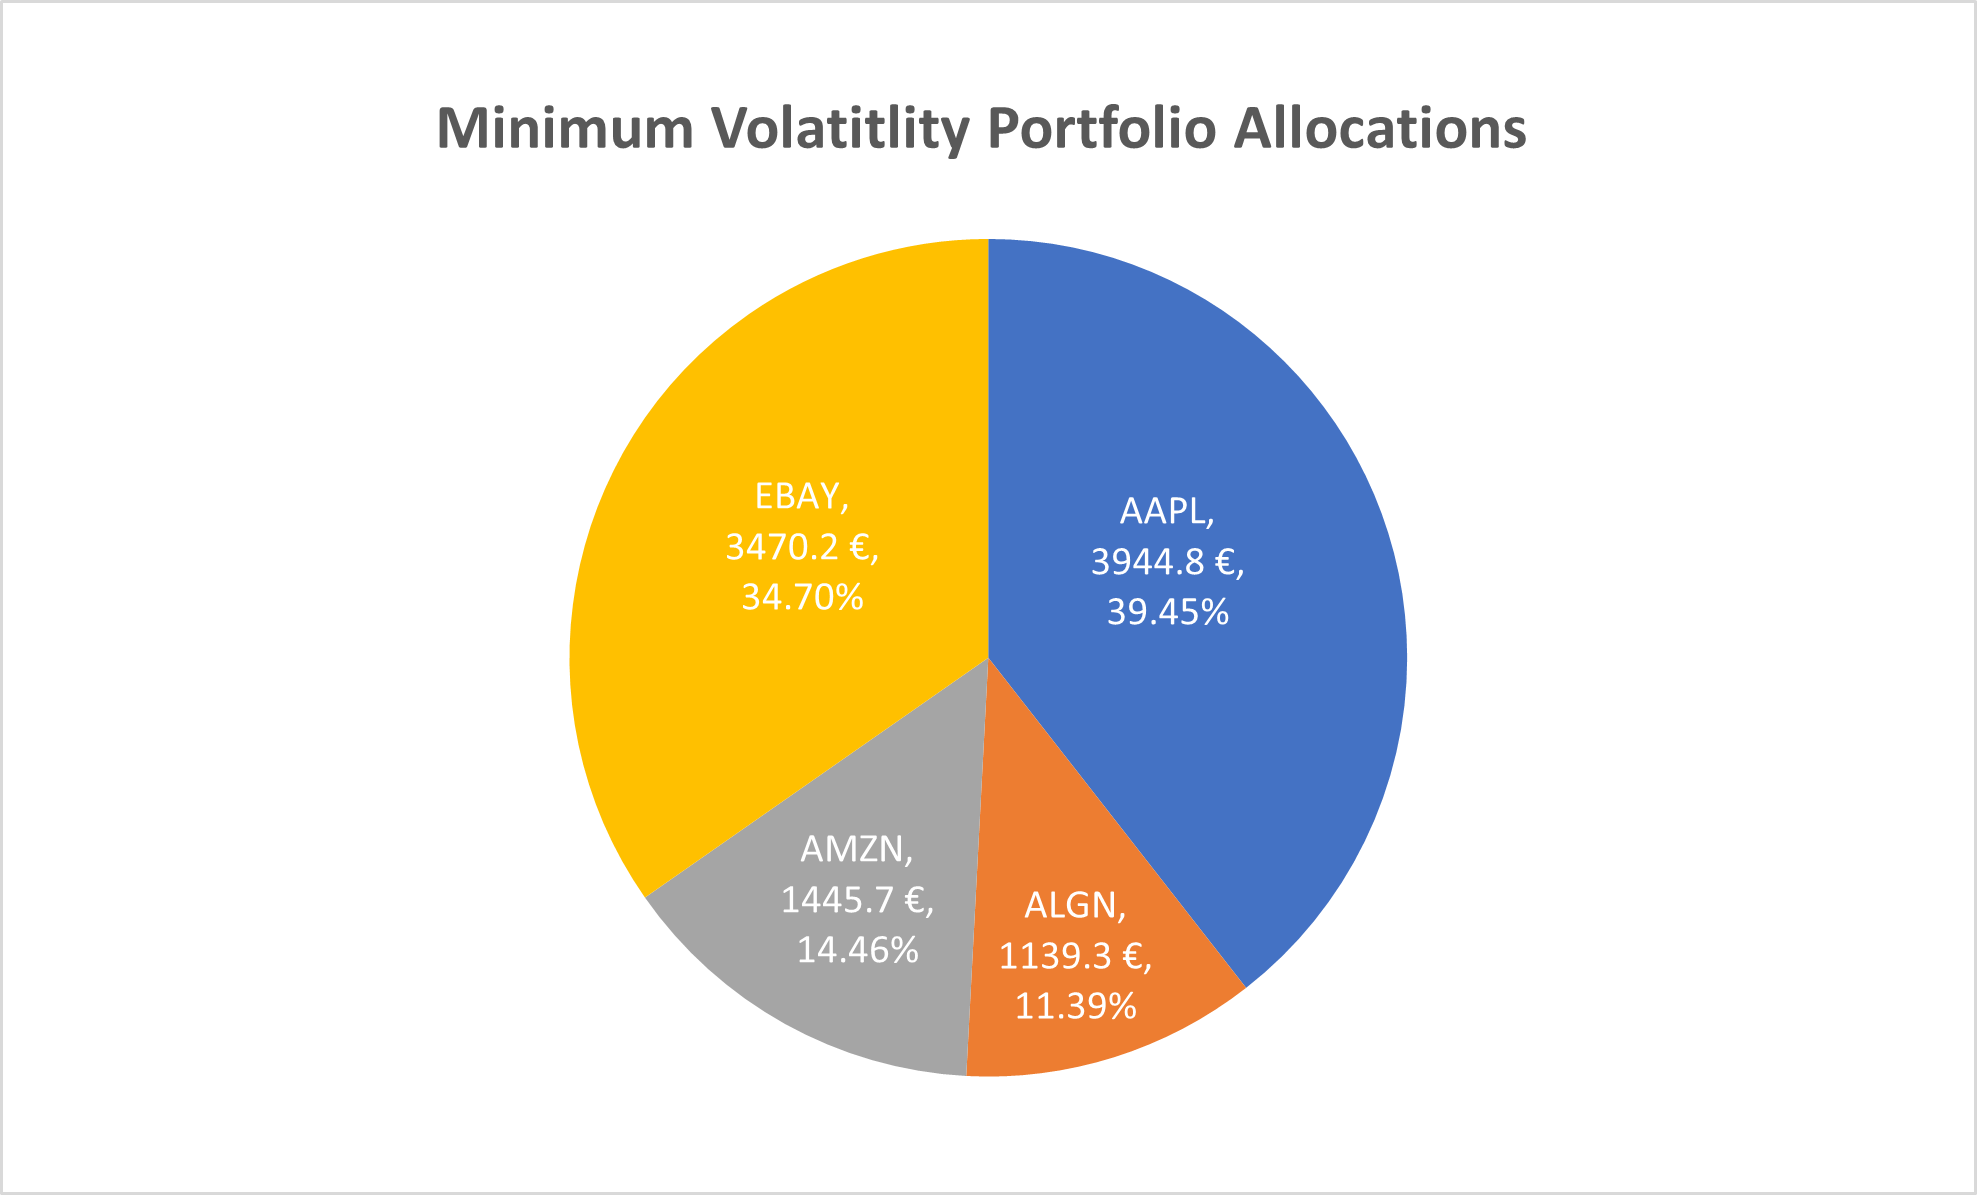 Minimum Volatitlity Portfolio Allocations
EBAY,
3470.2 €,
34.70%
AAPL,
3944.8 €,
39.45%
AMZN,
1445.7 €,
14.46%
ALGN,
1139.3 €,
11.39%